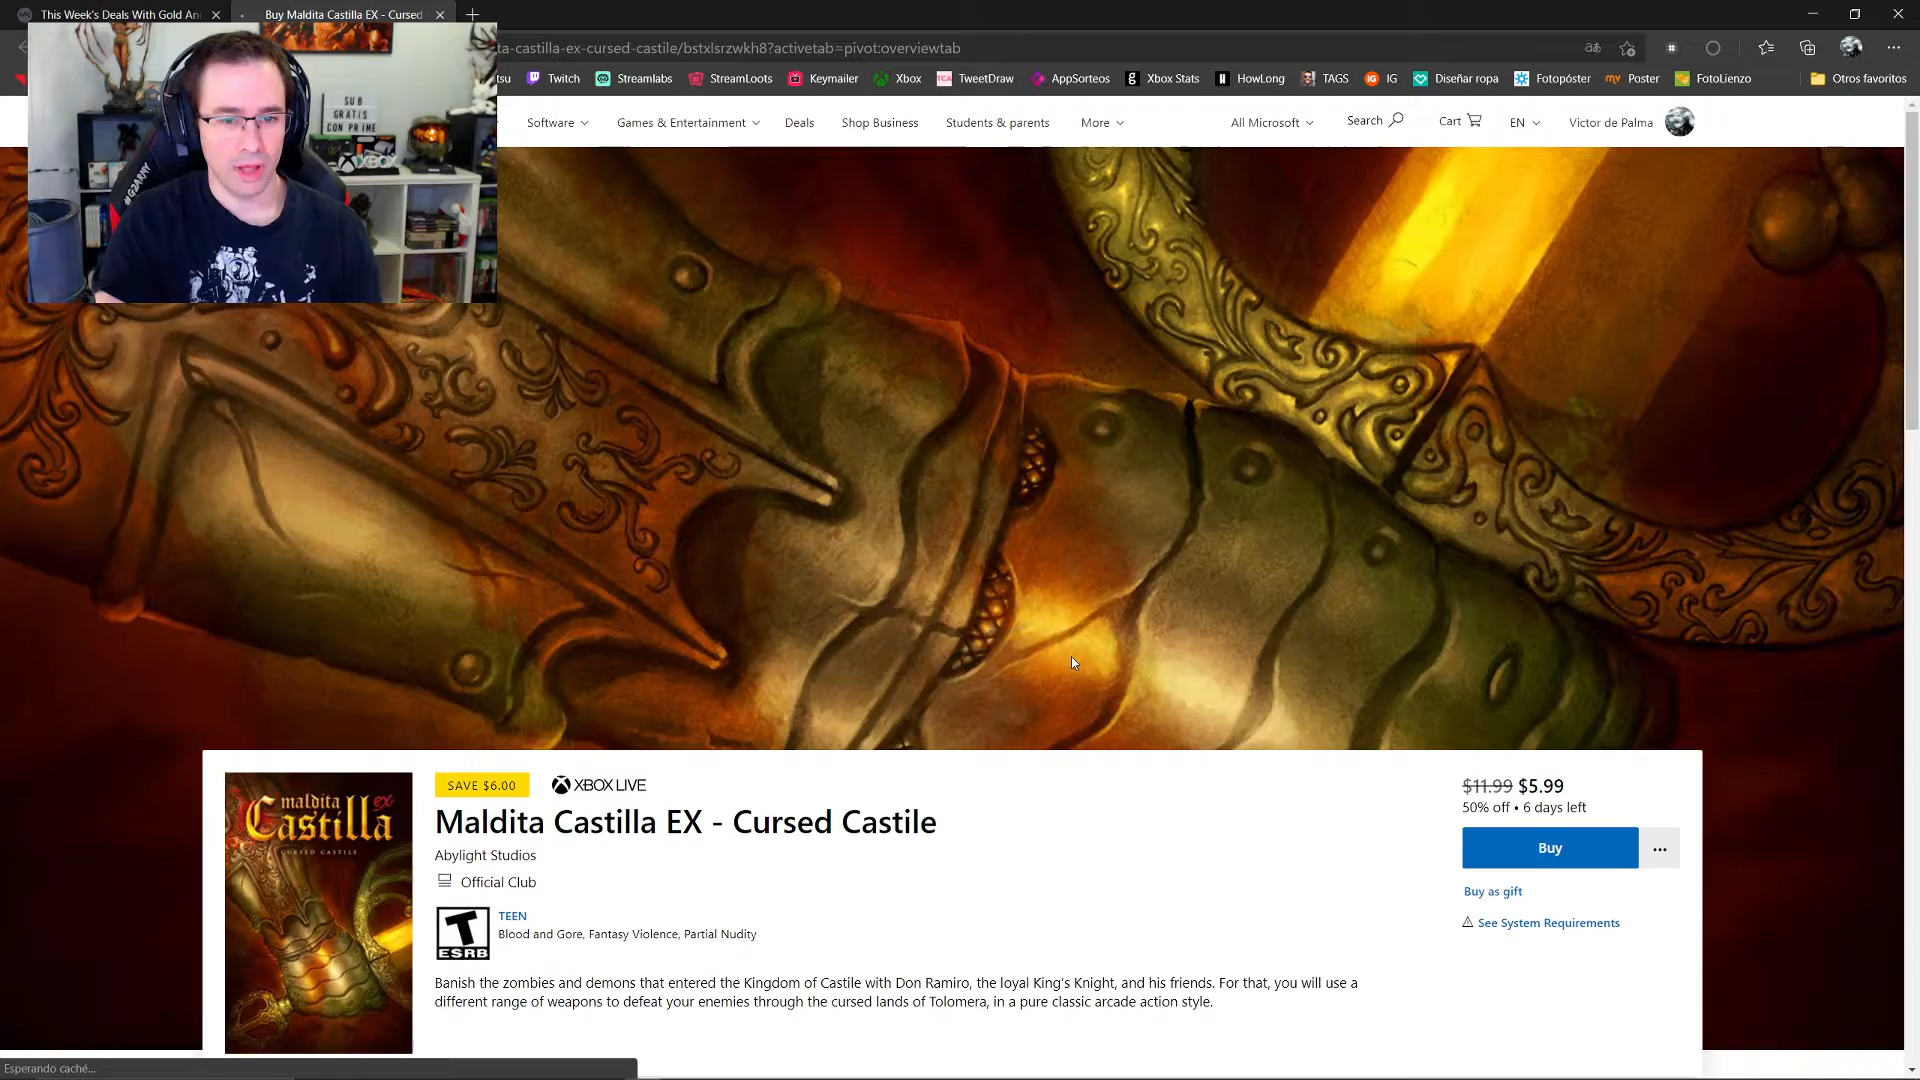 This Week's Deals With Gold An
Buy Maldita Castilla EX - Cursed
ta-castilla-ex-cursed-castile/bstxlsrzwkh8?activetab=pivot:overviewtab
tsu
Twitch
Streamlabs
StreamLoots
Keymailer
Xbox
TweetDraw
AppSorteos
Xbox Stats
HowLong
TAGS
IG
Diseñar ropa
Fotopóster
Poster
FotoLienzo
Otros favoritos
Software
Games & Entertainment
Deals
Shop Business
Students & parents
More
All Microsoft
Search
Cart
EN
Victor de Palma
SUB
GRATIS
CON PRIME
XBOX
#G2ARMY
maldita ex
Castilla
CURSED CASTILE
SAVE $6.00
XBOX LIVE
Maldita Castilla EX - Cursed Castile
Abylight Studios
Official Club
T
ESRB
TEEN
Blood and Gore, Fantasy Violence, Partial Nudity
Banish the zombies and demons that entered the Kingdom of Castile with Don Ramiro, the loyal King's Knight, and his friends. For that, you will use a
different range of weapons to defeat your enemies through the cursed lands of Tolomera, in a pure classic arcade action style.
$11.99 $5.99
50% off • 6 days left
Buy
...
Buy as gift
See System Requirements
Esperando caché...